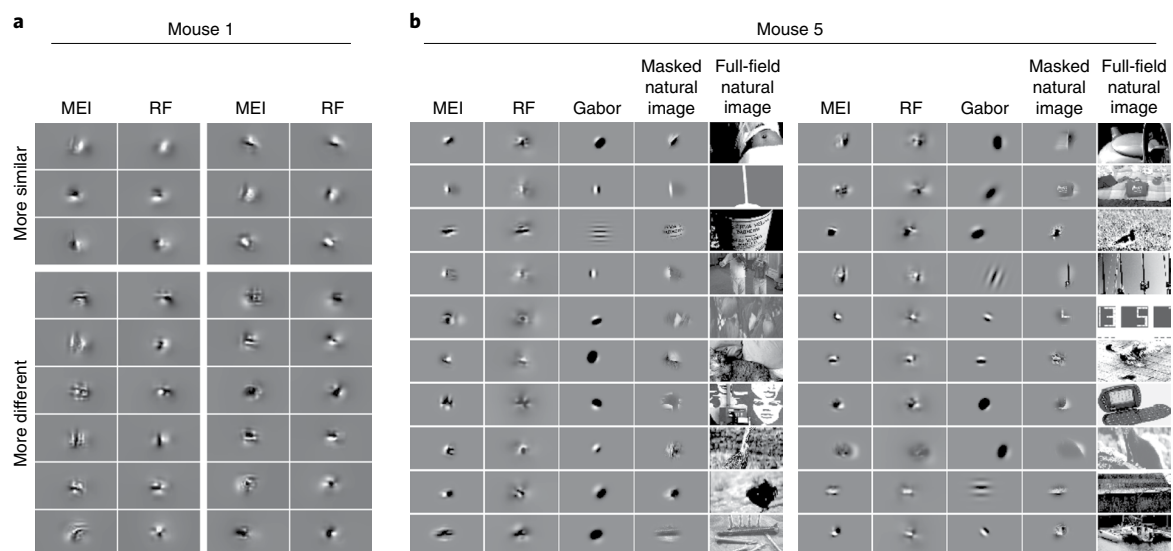 a
Mouse 1
MEI RF MEI RF
More similar
More different
b
Mouse 5
MEI RF Gabor Masked natural image Full-field natural image MEI RF Gabor Masked natural image Full-field natural image